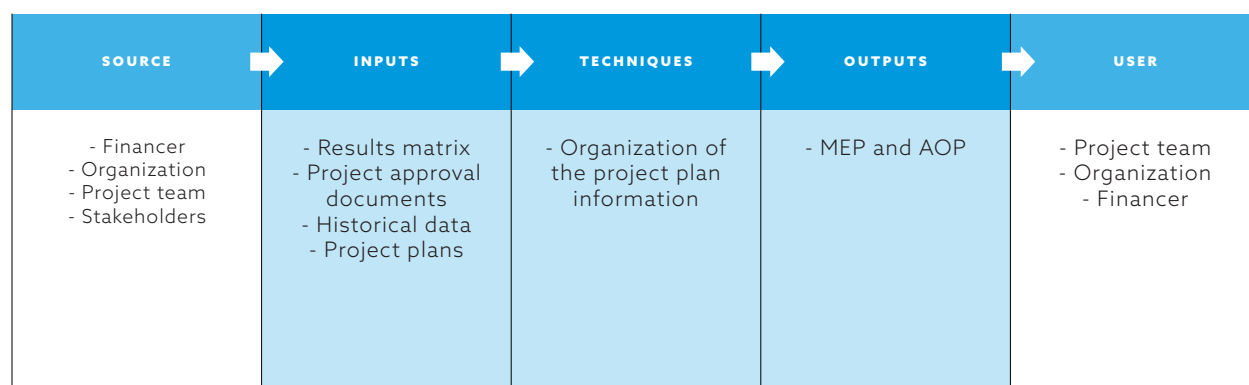 SOURCE
INPUTS
TECHNIQUES
OUTPUTS
USER
- Financer
- Organization
- Project team
- Stakeholders
- Results matrix
- Project approval
documents
- Historical data
- Project plans
- Organization of
the project plan
information
- MEP and AOP
- Project team
- Organization
- Financer